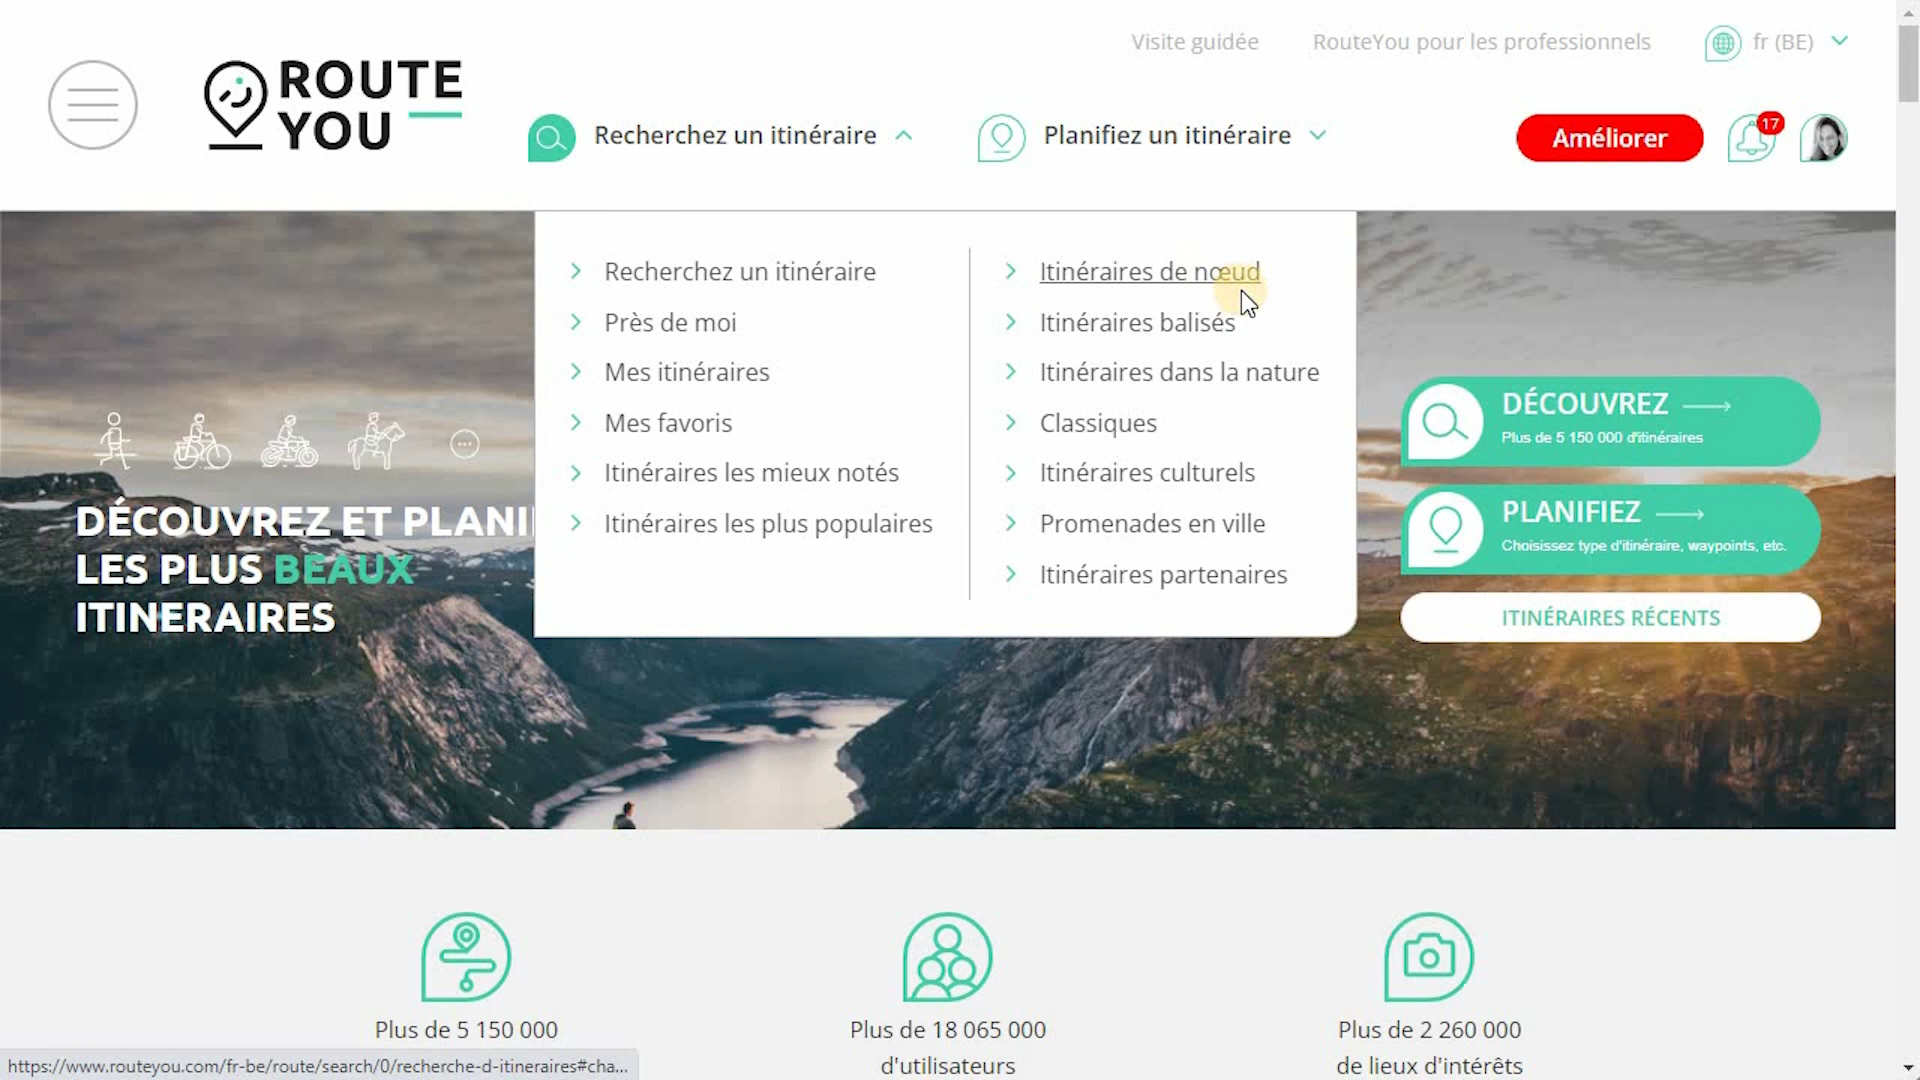 Visite guidée
RouteYou pour les professionnels
fr (BE)
ROUTE
YOU
Recherchez un itinéraire
Planifiez un itinéraire
Améliorer
17
Recherchez un itinéraire
Près de moi
Mes itinéraires
Mes favoris
Itinéraires les mieux notés
Itinéraires les plus populaires
Itinéraires de nœud
Itinéraires balisés
Itinéraires dans la nature
Classiques
Itinéraires culturels
Promenades en ville
Itinéraires partenaires
DÉCOUVREZ ET PLANI
LES PLUS BEAUX
ITINERAIRES
DÉCOUVREZ
Plus de 5 150 000 d'itinéraires
PLANIFIEZ
Choisissez type d'itinéraire, waypoints, etc.
ITINÉRAIRES RÉCENTS
Plus de 5 150 000
Plus de 18 065 000
d'utilisateurs
Plus de 2 260 000
de lieux d'intérêts
https://www.routeyou.com/fr-be/route/search/0/recherche-d-itineraires#cha...